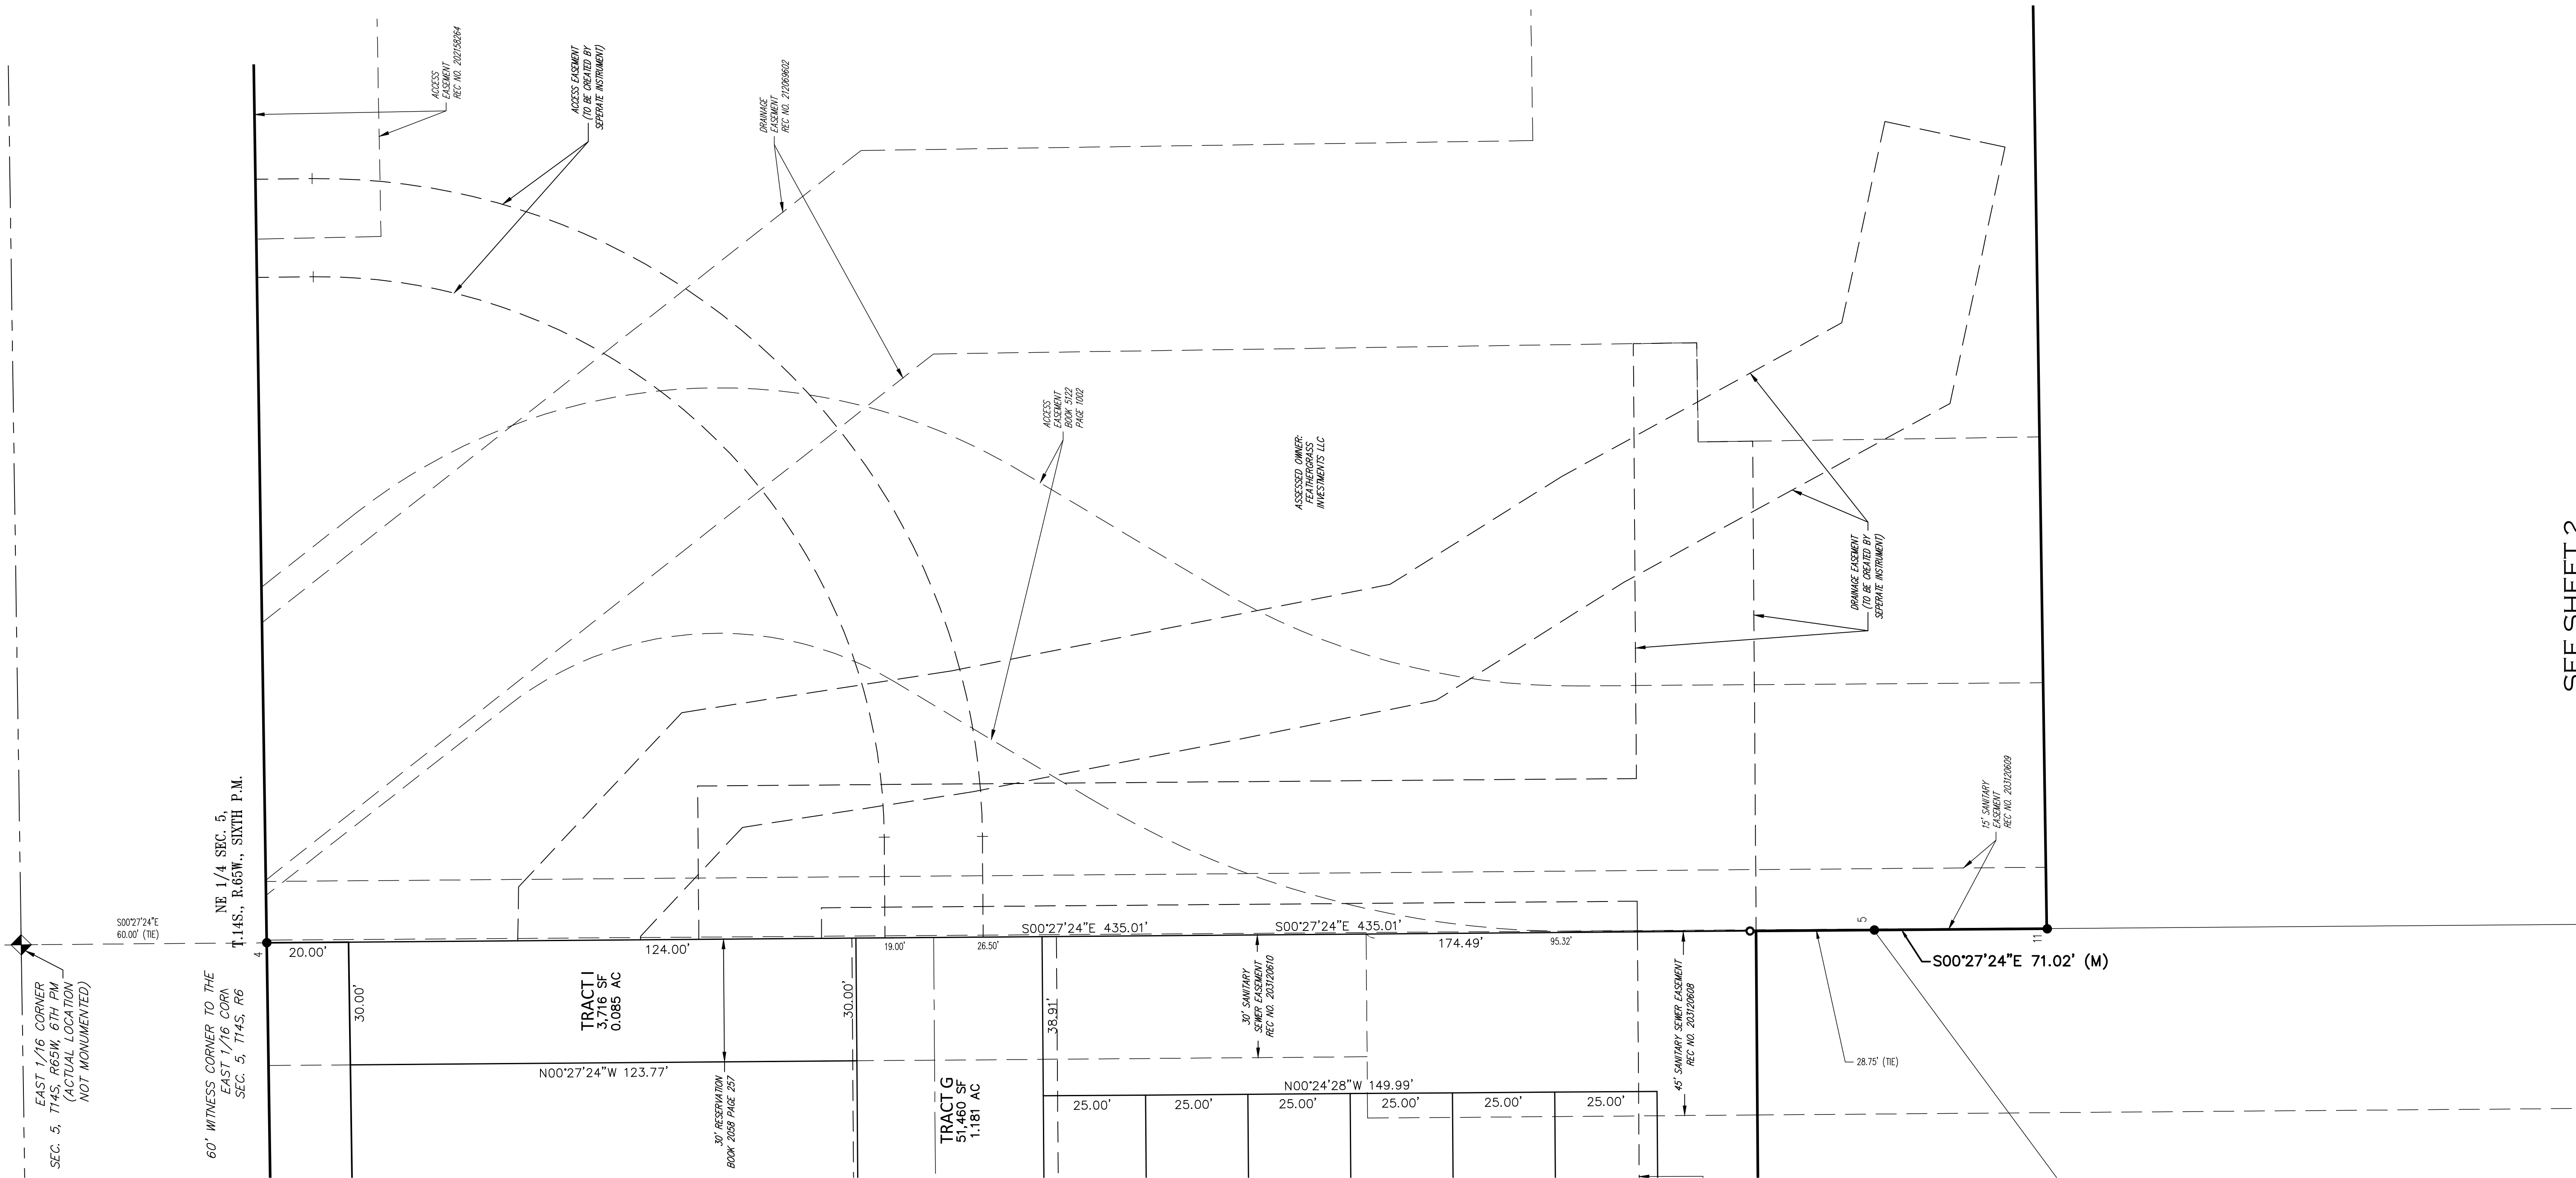 ACCESS
EASEMENT
REC NO. 202158264
ACCESS EASEMENT
(TO BE CREATED BY
SEPERATE INSTRUMENT)
DRAINAGE
EASEMENT
REC NO. 212069602
ACCESS
EASEMENT
BOOK 5122
PAGE 1002
ASSESSED OWNER:
FEATHERGRASS
INVESTMENTS LLC
DRAINAGE EASEMENT
(TO BE CREATED BY
SEPERATE INSTRUMENT)
SEE SHEET 2
15' SANITARY
EASEMENT
REC NO. 203120609
NE 1/4 SEC. 5,
T.14S., R.65W., SIXTH P.M.
S00°27'24"E
60.00' (TIE)
EAST 1/16 CORNER
SEC. 5, T14S, R65W, 6TH PM
(ACTUAL LOCATION
NOT MONUMENTED)
60' WITNESS CORNER TO THE
EAST 1/16 CORN
SEC. 5, T14S, R6
4
20.00'
124.00'
19.00'
26.50'
S00°27'24"E 435.01'
S00°27'24"E 435.01'
174.49'
95.32'
5
11
S00°27'24"E 71.02' (M)
28.75' (TIE)
30.00'
TRACT I
3,716 SF
0.085 AC
30.00'
N00°27'24"W 123.77'
30' RESERVATION
BOOK 2058 PAGE 257
TRACT G
51,460 SF
1.181 AC
38.91'
30' SANITARY
SEWER EASEMENT
REC NO. 203120610
45' SANITARY SEWER EASEMENT
REC NO. 203120608
N00°24'28"W 149.99'
25.00'
25.00'
25.00'
25.00'
25.00'
25.00'